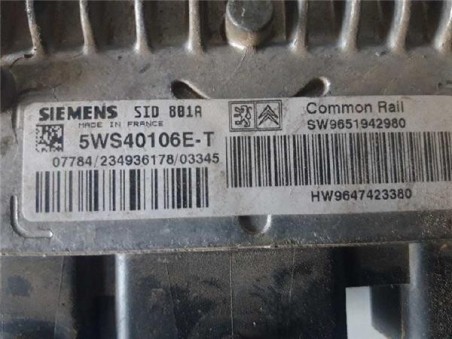 SIEMENS SID 801A
MADE IN FRANCE
5WS40106E-T
07784/234936178/03345
Common Rail
SW9651942980
HW9647423380